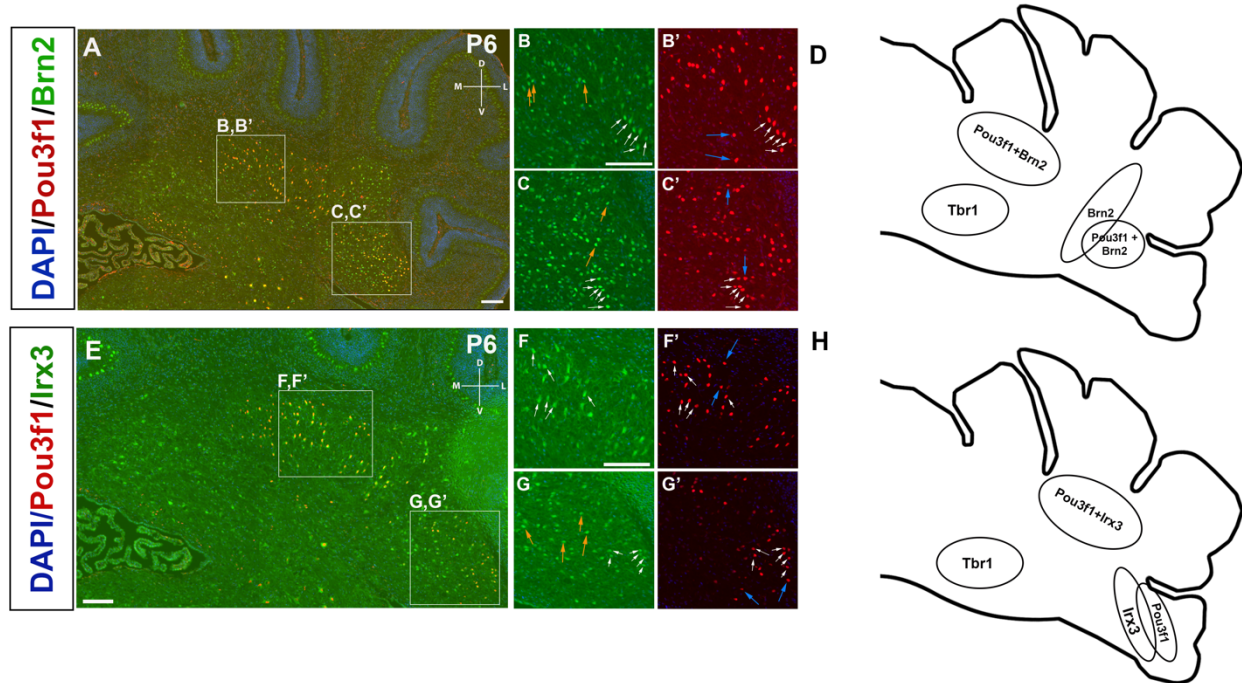 DAPI/Pou3f1/Brn2
A
P6
D
M
L
V
B,B’
C,C’
B
B’
C
C’
D
Pou3f1+Brn2
Tbr1
Brn2
Pou3f1 +
Brn2
DAPI/Pou3f1/Irx3
E
P6
D
M
L
V
F,F’
G,G’
F
F’
G
G’
H
Pou3f1+Irx3
Tbr1
Irx3
Pou3f1